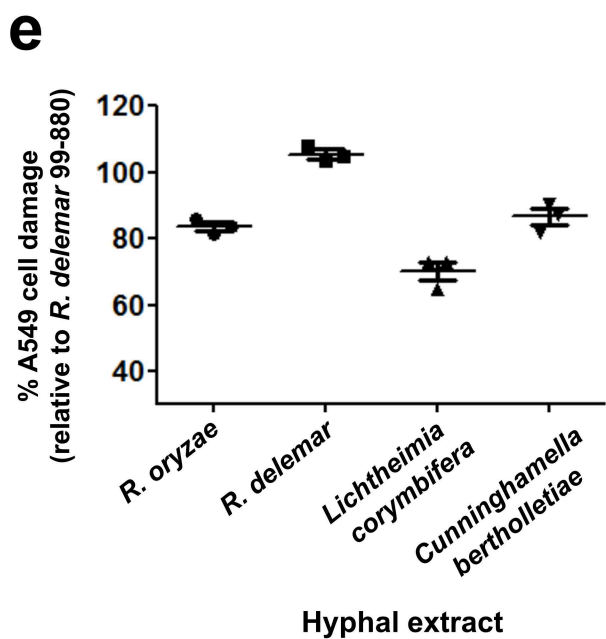 e
% A549 cell damage
(relative to R. delemar 99-880)
120
100
80
60
40
R. oryzae
R. delemar
Lichtheimia
corymbifera
Cunninghamella
bertholletiae
Hyphal extract